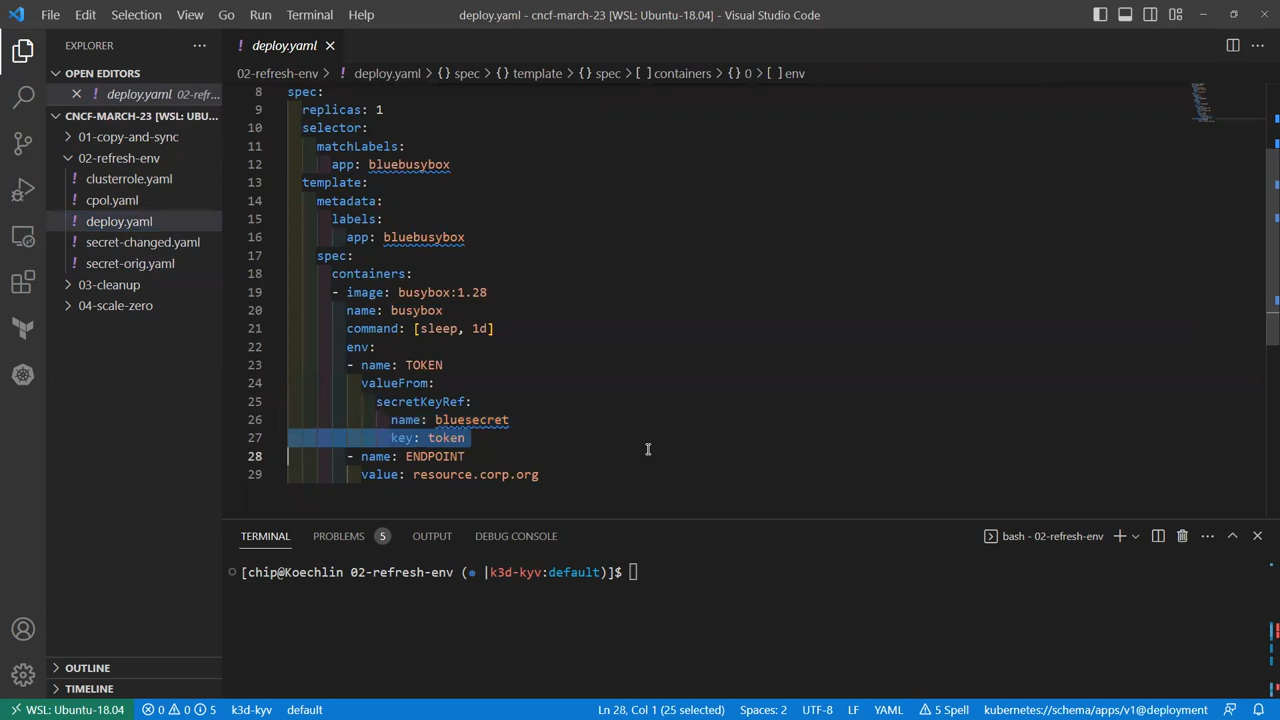 File Edit Selection View Go Run Terminal Help
deploy.yaml - cncf-march-23 [WSL: Ubuntu-18.04] - Visual Studio Code
EXPLORER
OPEN EDITORS
deploy.yaml 02-refr...
CNCF-MARCH-23 [WSL: UBU...
01-copy-and-sync
02-refresh-env
clusterrole.yaml
cpol.yaml
deploy.yaml
secret-changed.yaml
secret-orig.yaml
03-cleanup
04-scale-zero
OUTLINE
TIMELINE
! deploy.yaml
02-refresh-env > ! deploy.yaml > {} spec > {} template > {} spec > [ ] containers > {} 0 > [ ] env
8 spec:
9 replicas: 1
10 selector:
11 matchLabels:
12 app: bluebusybox
13 template:
14 metadata:
15 labels:
16 app: bluebusybox
17 spec:
18 containers:
19 - image: busybox:1.28
20 name: busybox
21 command: [sleep, 1d]
22 env:
23 - name: TOKEN
24 valueFrom:
25 secretKeyRef:
26 name: bluesecret
27 key: token
28 - name: ENDPOINT
29 value: resource.corp.org
TERMINAL PROBLEMS 5 OUTPUT DEBUG CONSOLE
bash - 02-refresh-env
[chip@Koechlin 02-refresh-env (⎈ |k3d-kyv:default)]$
WSL: Ubuntu-18.04 0 0 5 k3d-kyv default Ln 28, Col 1 (25 selected) Spaces: 2 UTF-8 LF YAML 5 Spell kubernetes://schema/apps/v1@deployment